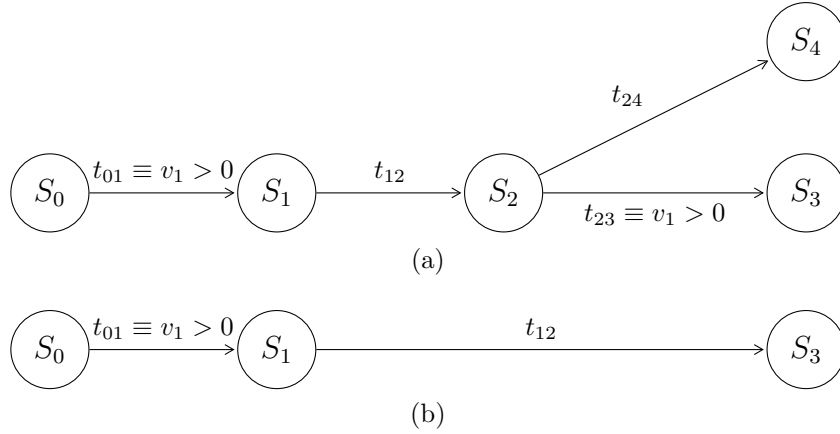 S₄
t₂₄
t₀₁ ≡ v₁ > 0
t₁₂
S₀
S₁
S₂
S₃
t₂₃ ≡ v₁ > 0
(a)
t₀₁ ≡ v₁ > 0
t₁₂
S₀
S₁
S₃
(b)